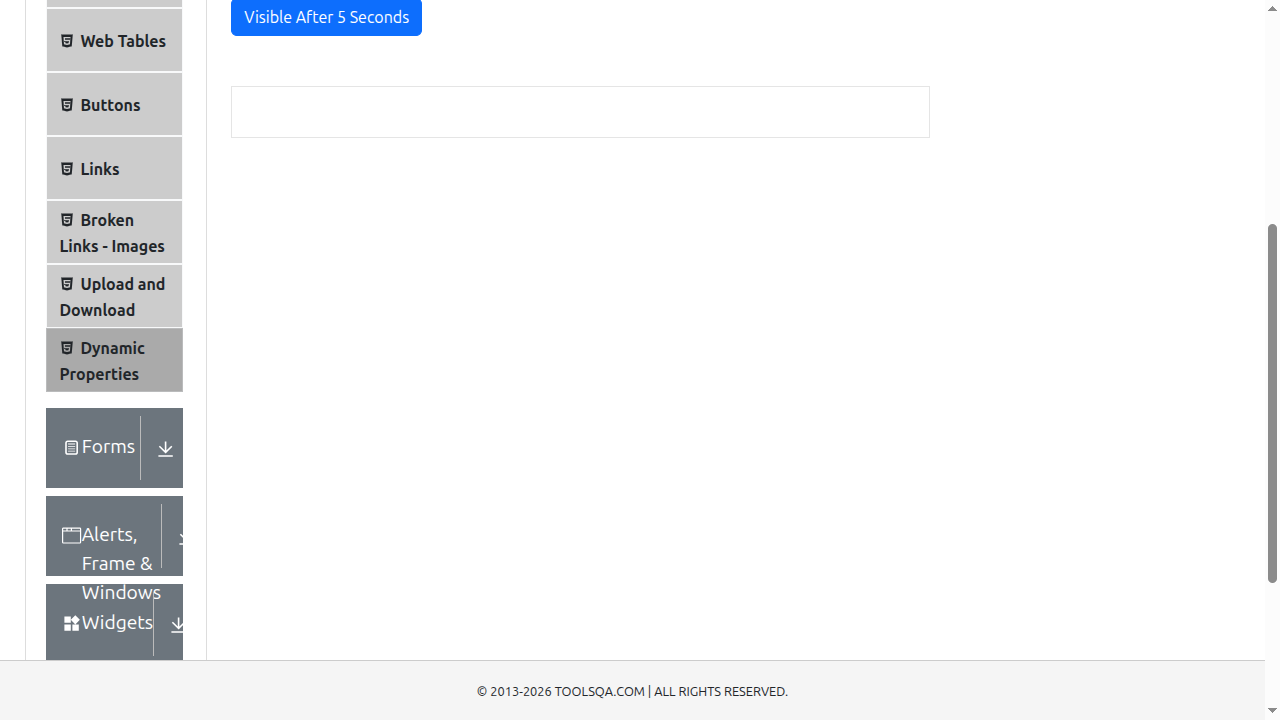 Visible After 5 Seconds
Web Tables
Buttons
Links
Broken
Links - Images
Upload and
Download
Dynamic
Properties
Forms
Alerts,
Frame &
Windows
Widgets
© 2013-2026 TOOLSQA.COM | ALL RIGHTS RESERVED.